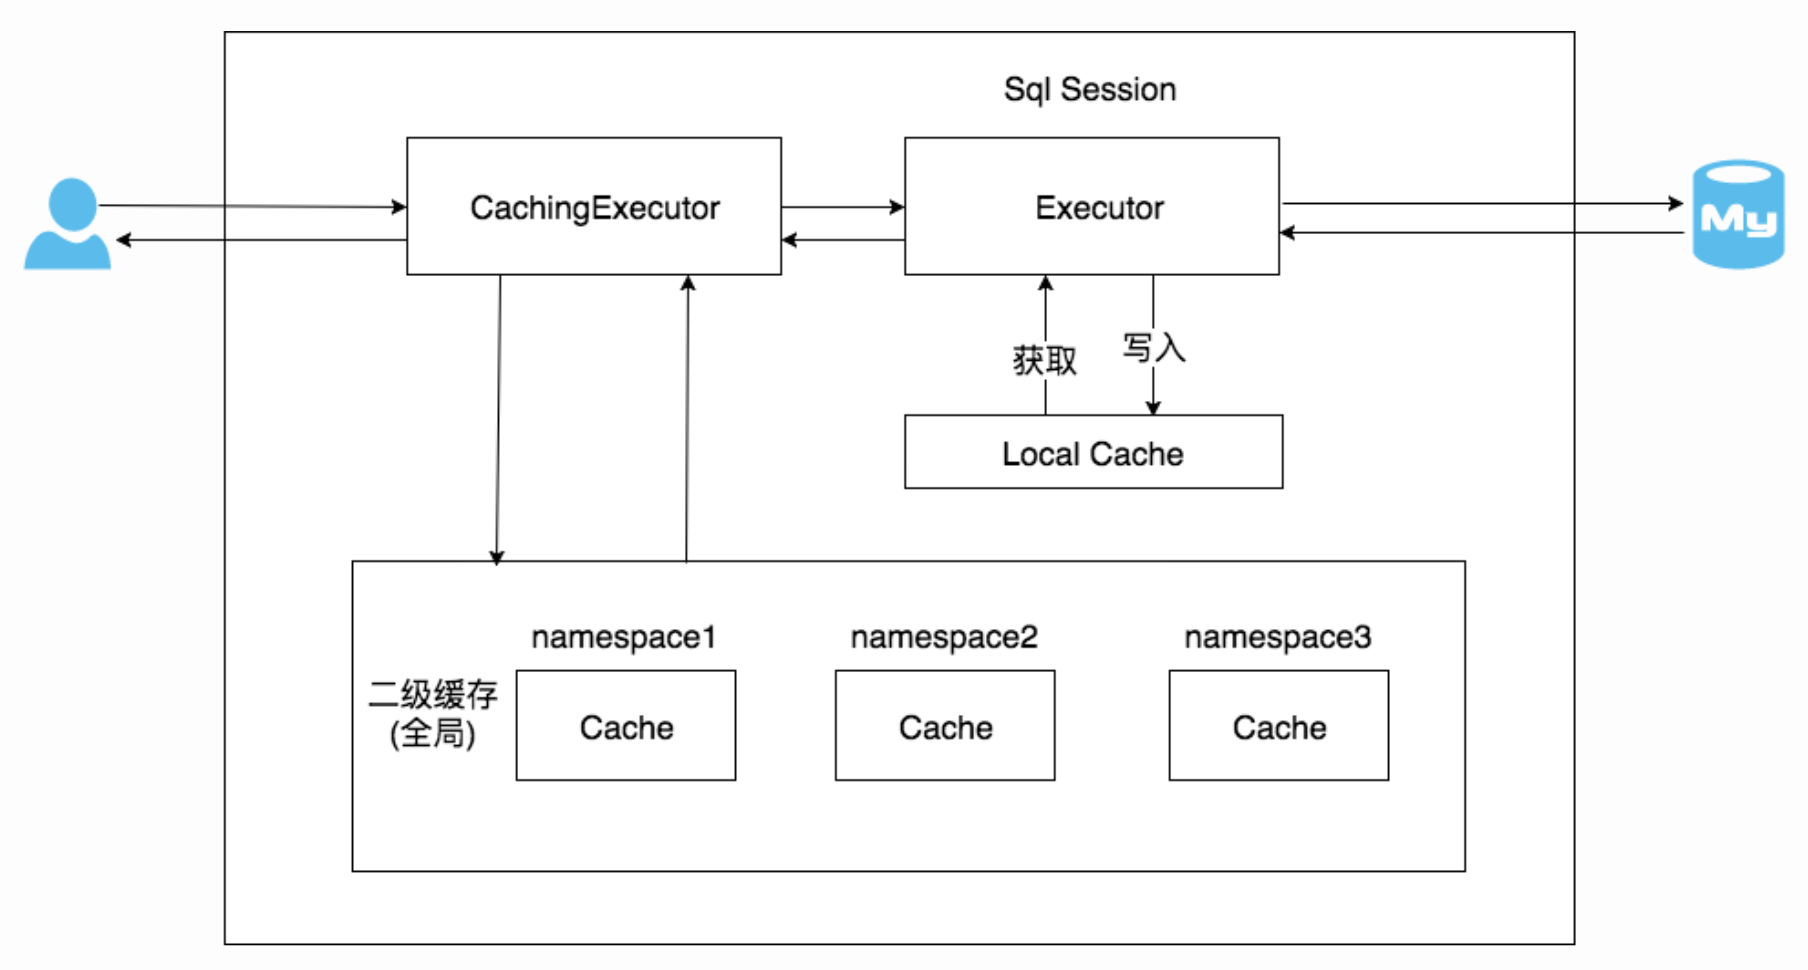 Sql Session
CachingExecutor
Executor
My
获取
写入
Local Cache
namespace1
namespace2
namespace3
二级缓存
(全局)
Cache
Cache
Cache